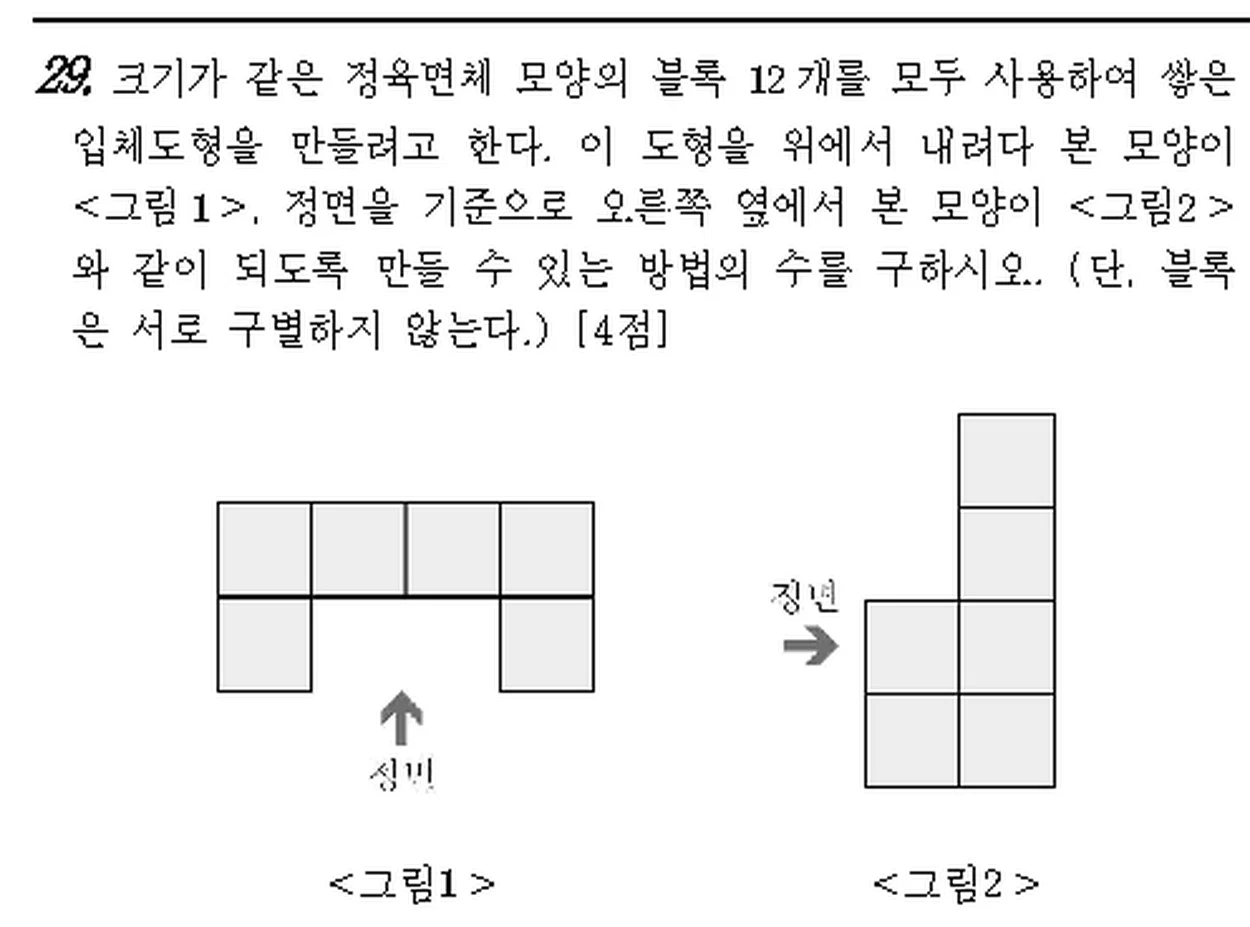 29. 크기가 같은 정육면체 모양의 블록 12개를 모두 사용하여 쌓은
입체도형을 만들려고 한다. 이 도형을 위에서 내려다 본 모양이
<그림1>, 정면을 기준으로 오른쪽 옆에서 본 모양이 <그림2>
와 같이 되도록 만들 수 있는 방법의 수를 구하시오. (단, 블록
은 서로 구별하지 않는다.) [4점]
정면
정면
<그림1>
<그림2>